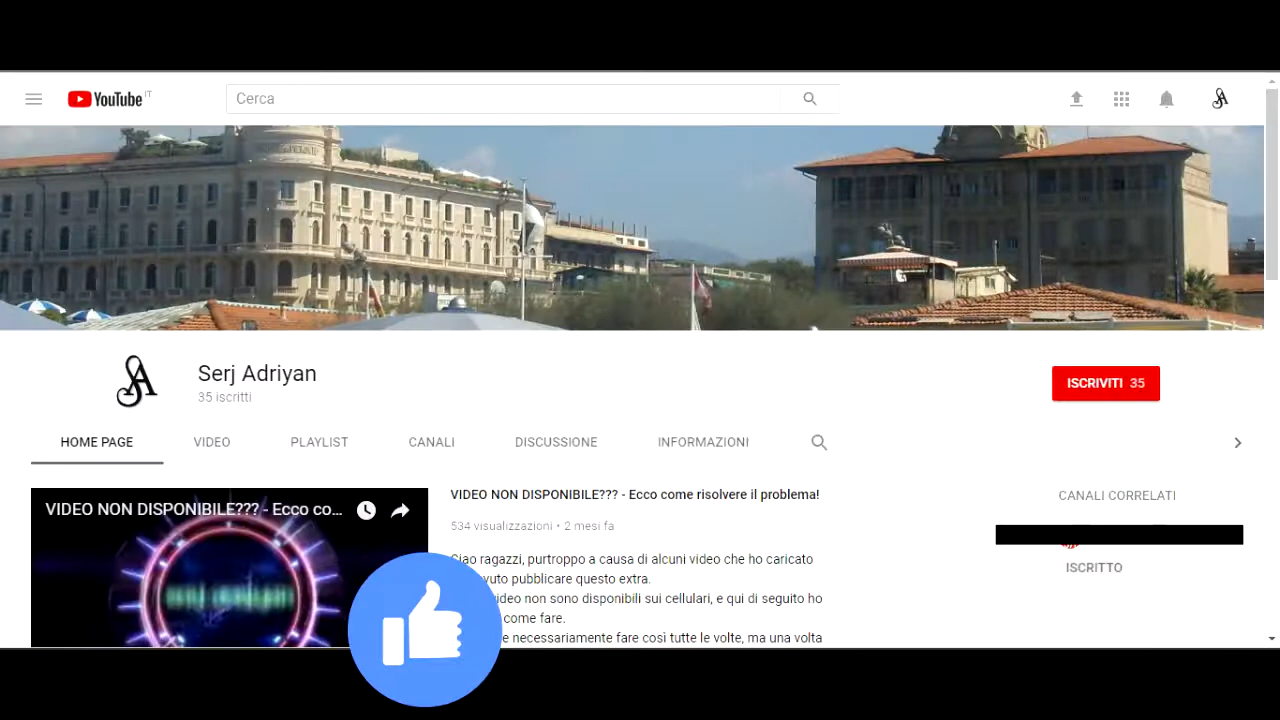 YouTube IT
Cerca
Serj Adriyan
35 iscritti
ISCRIVITI 35
HOME PAGE
VIDEO
PLAYLIST
CANALI
DISCUSSIONE
INFORMAZIONI
VIDEO NON DISPONIBILE??? - Ecco co...
VIDEO NON DISPONIBILE??? - Ecco come risolvere il problema!
534 visualizzazioni • 2 mesi fa
Ciao ragazzi, purtroppo a causa di alcuni video che ho caricato
vuto pubblicare questo extra.
ideo non sono disponibili sui cellulari, e qui di seguito ho
come fare.
e necessariamente fare così tutte le volte, ma una volta
CANALI CORRELATI
ISCRITTO